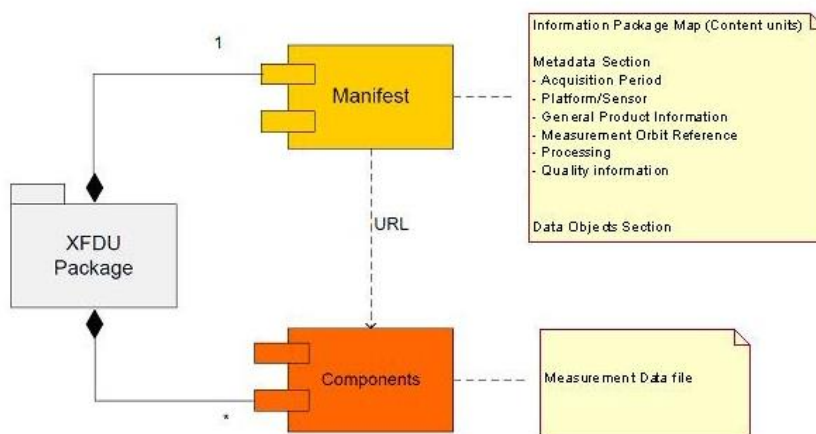 1
Manifest
Information Package Map (Content units)
Metadata Section
- Acquisition Period
- Platform/Sensor
- General Product Information
- Measurement Orbit Reference
- Processing
- Quality information
Data Objects Section
XFDU
Package
URL
Components
Measurement Data file
*